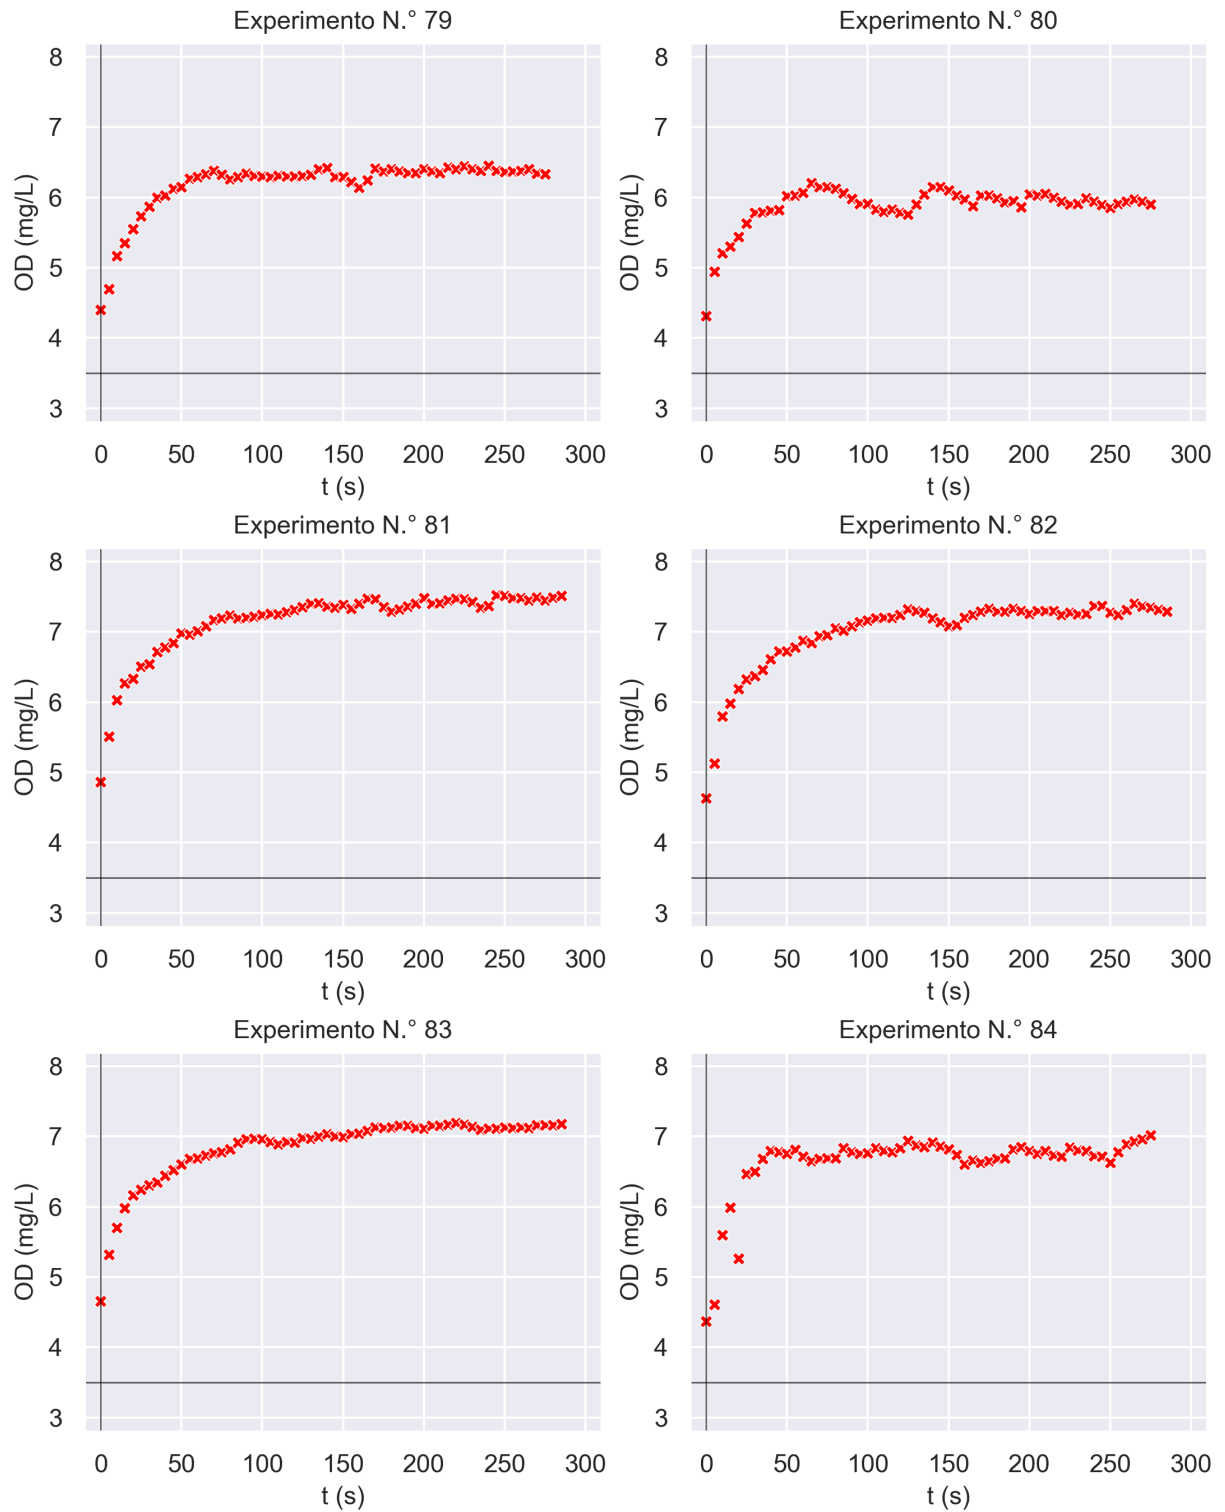 Experimento N.° 79
8
7
6
5
4
3
OD (mg/L)
0 50 100 150 200 250 300
t (s)
Experimento N.° 80
8
7
6
5
4
3
OD (mg/L)
0 50 100 150 200 250 300
t (s)
Experimento N.° 81
8
7
6
5
4
3
OD (mg/L)
0 50 100 150 200 250 300
t (s)
Experimento N.° 82
8
7
6
5
4
3
OD (mg/L)
0 50 100 150 200 250 300
t (s)
Experimento N.° 83
8
7
6
5
4
3
OD (mg/L)
0 50 100 150 200 250 300
t (s)
Experimento N.° 84
8
7
6
5
4
3
OD (mg/L)
0 50 100 150 200 250 300
t (s)